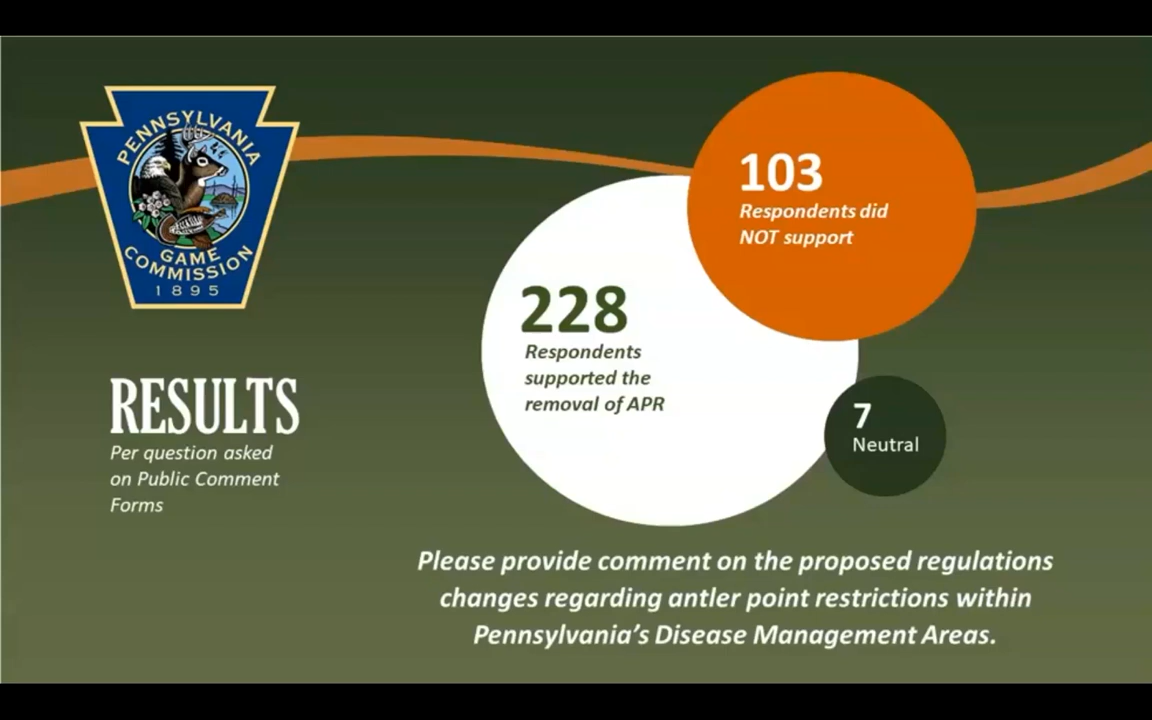 PENNSYLVANIA
GAME
COMMISSION
1895
RESULTS
Per question asked
on Public Comment
Forms
103
Respondents did
NOT support
228
Respondents
supported the
removal of APR
7
Neutral
Please provide comment on the proposed regulations
changes regarding antler point restrictions within
Pennsylvania's Disease Management Areas.